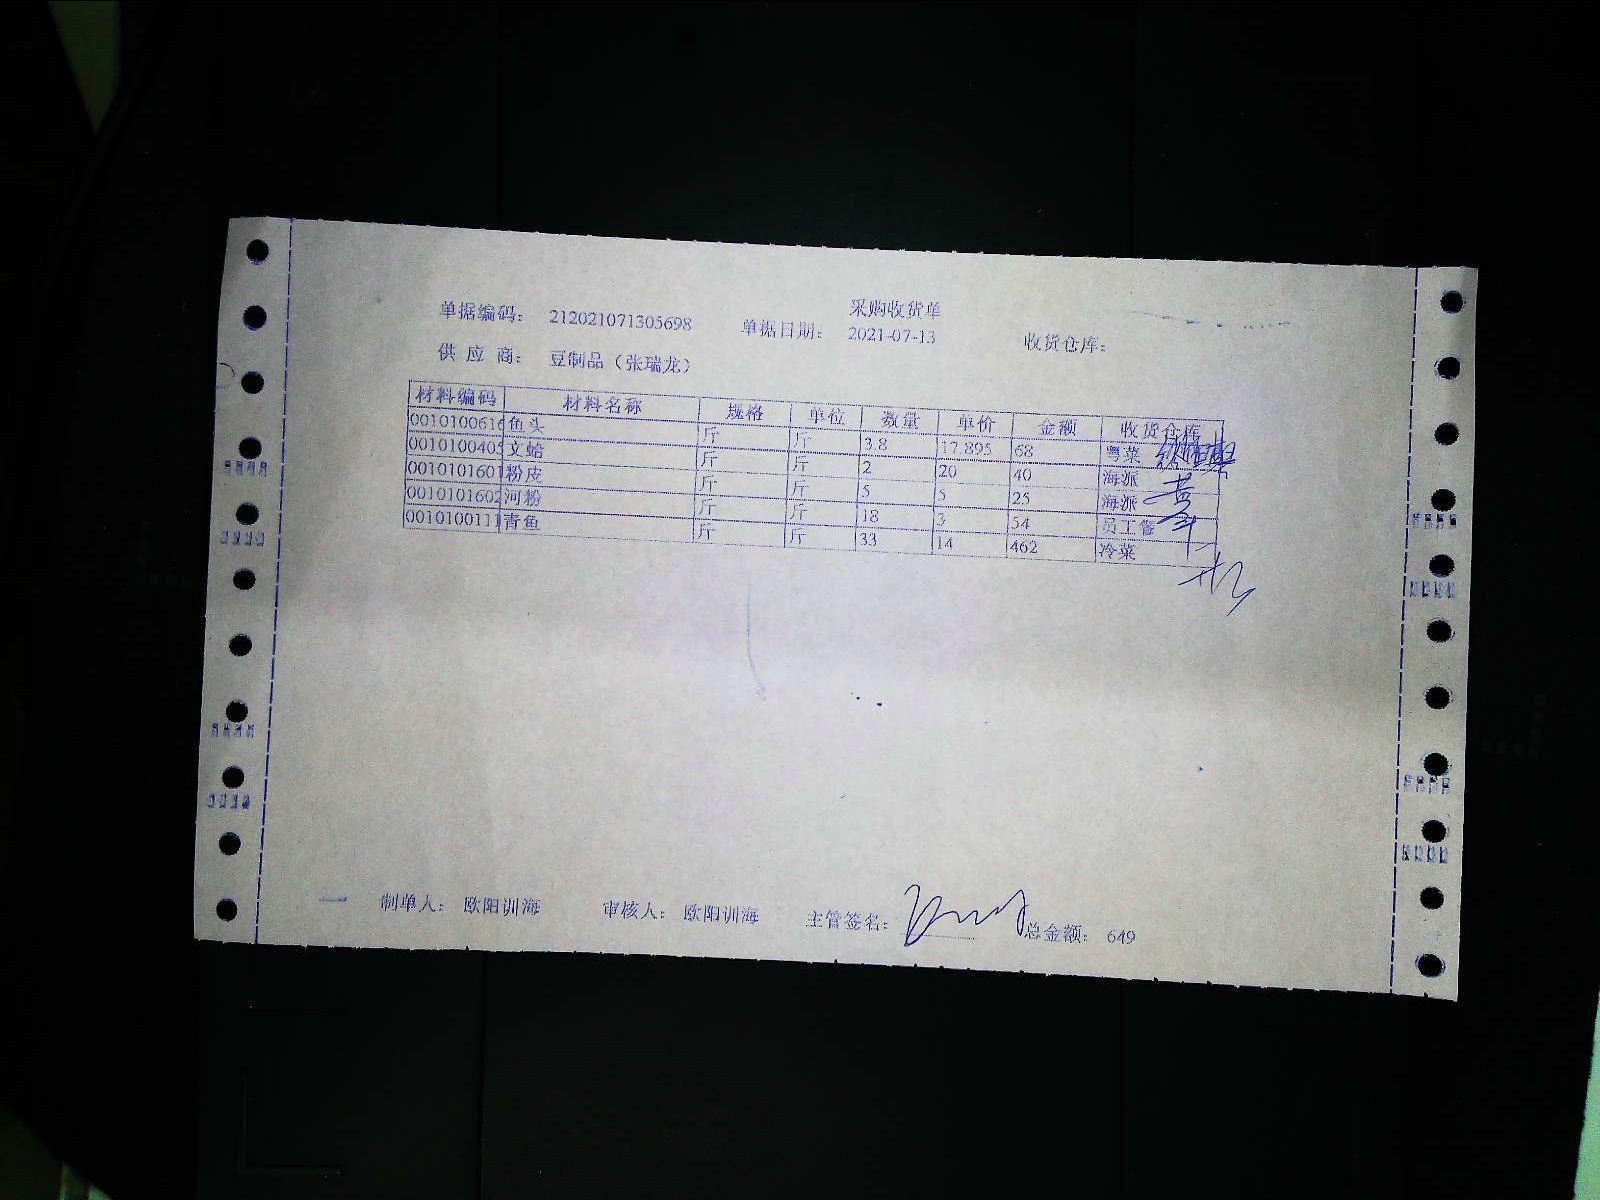 采购收货单
单据编码： 212021071305698 单据日期： 2021-07-13 收货仓库：
供 应 商： 豆制品（张瑞龙）
材料编码 材料名称 规格 单位 数量 单价 金额 收货仓库
0010100616 鱼头 斤 斤 3.8 17.895 68 粤菜
0010100405 文蛤 斤 斤 2 20 40 海派
0010101601 粉皮 斤 斤 5 5 25 海派
0010101602 河粉 斤 斤 18 3 54 员工餐
0010100111 青鱼 斤 斤 33 14 462 冷菜
制单人： 欧阳训海 审核人： 欧阳训海 主管签名： 总金额： 649